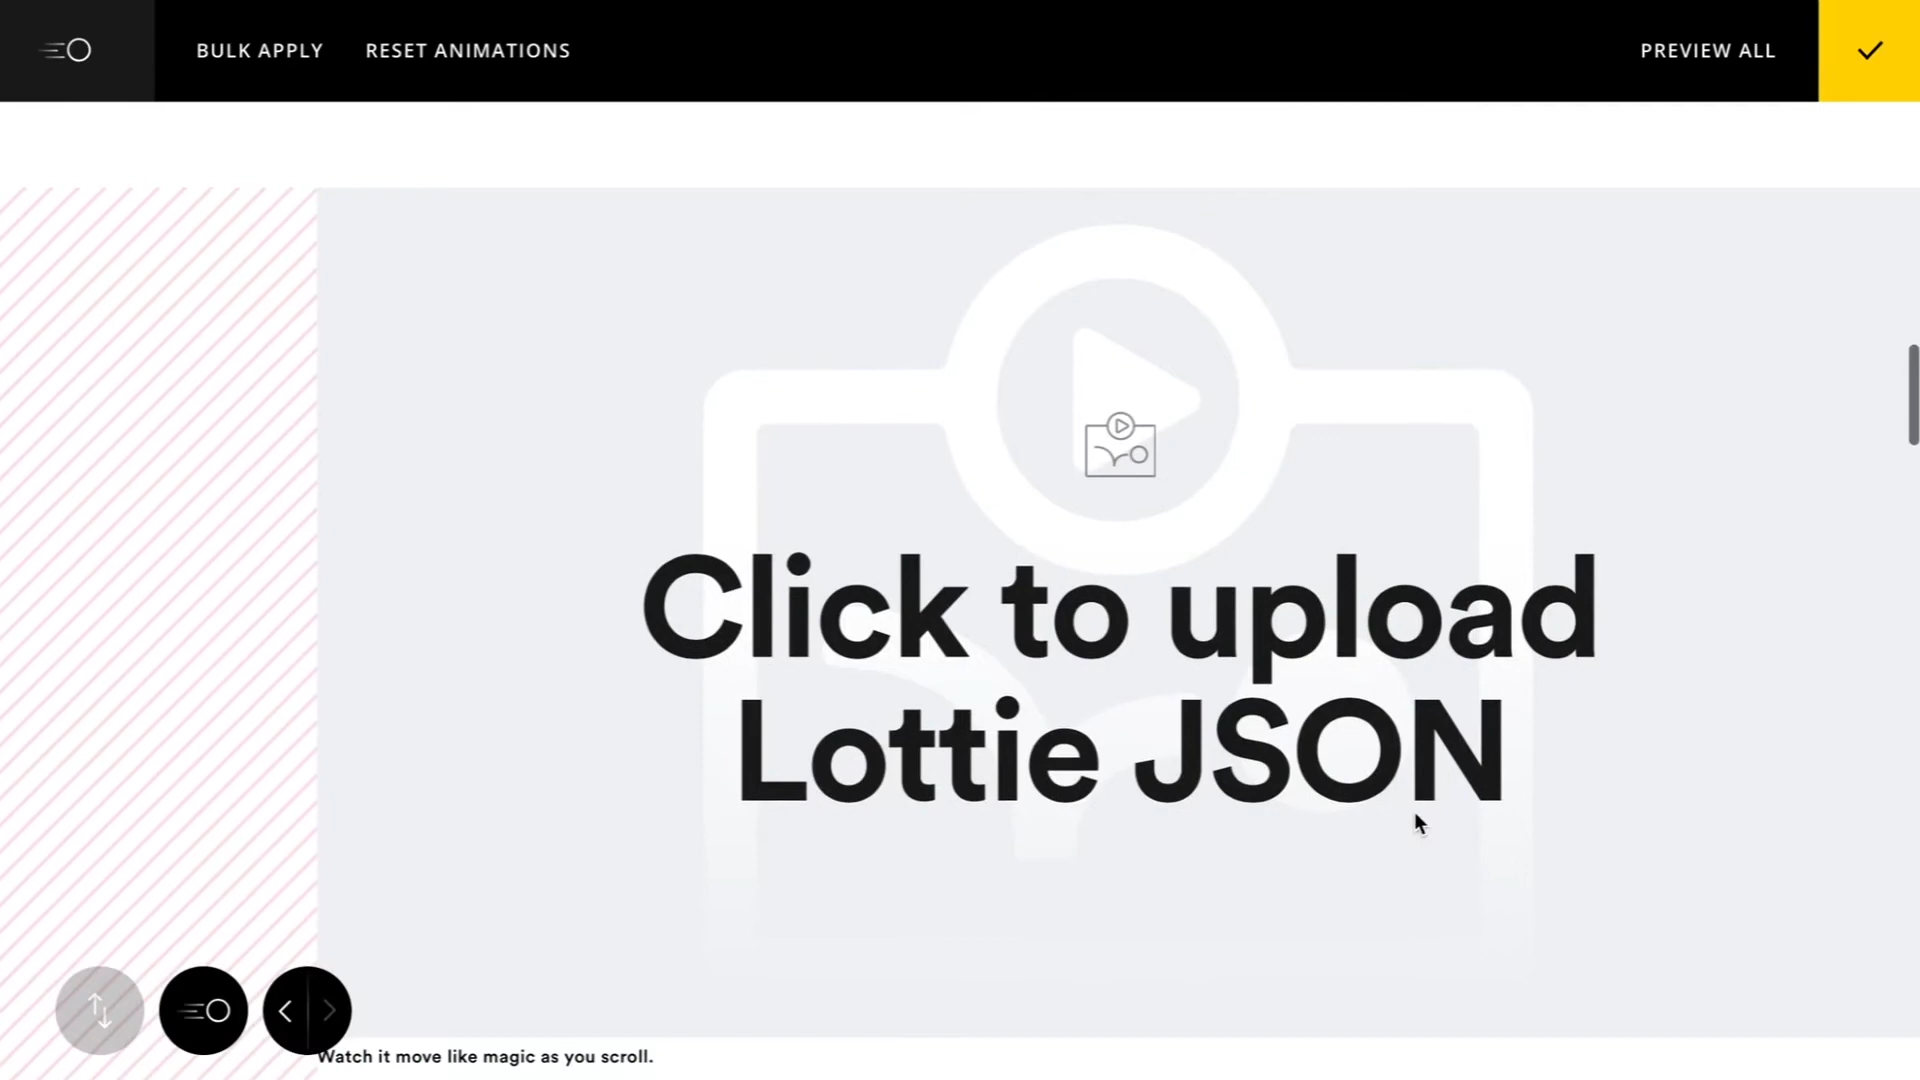 BULK APPLY
RESET ANIMATIONS
PREVIEW ALL
Click to upload
Lottie JSON
Watch it move like magic as you scroll.